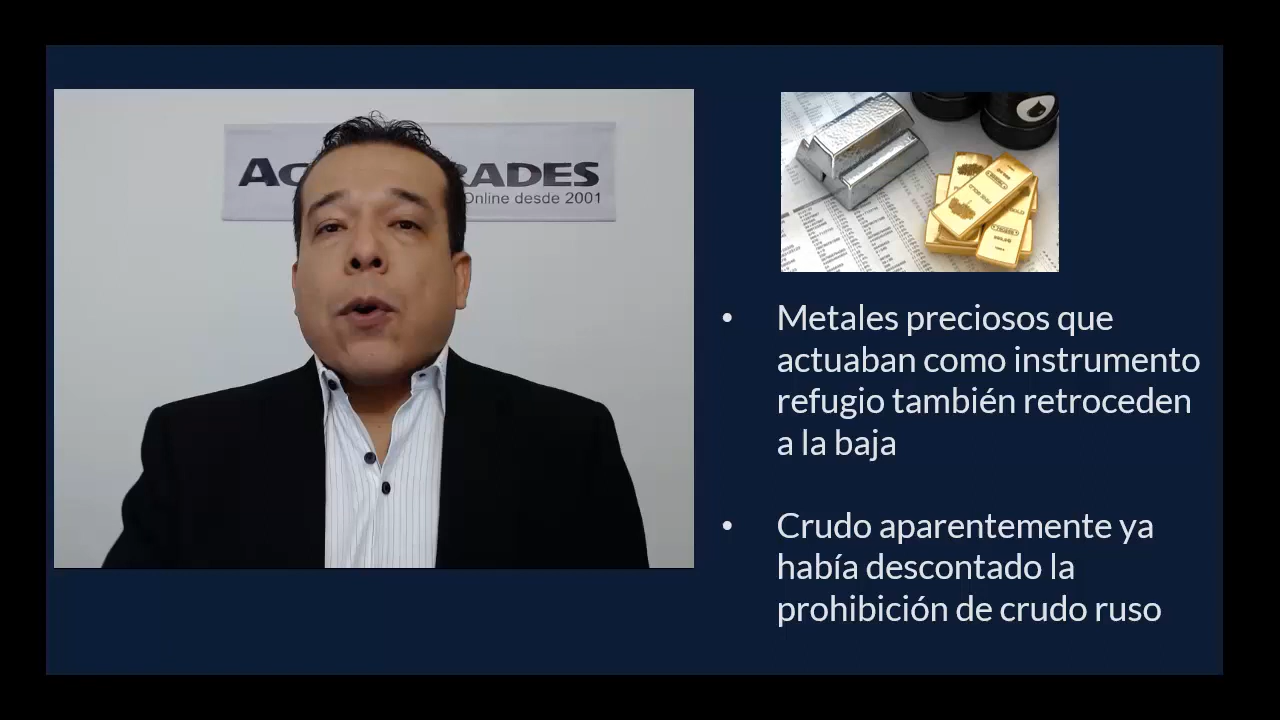 RADES
Online desde 2001
• Metales preciosos que
actuaban como instrumento
refugio también retroceden
a la baja
• Crudo aparentemente ya
había descontado la
prohibición de crudo ruso